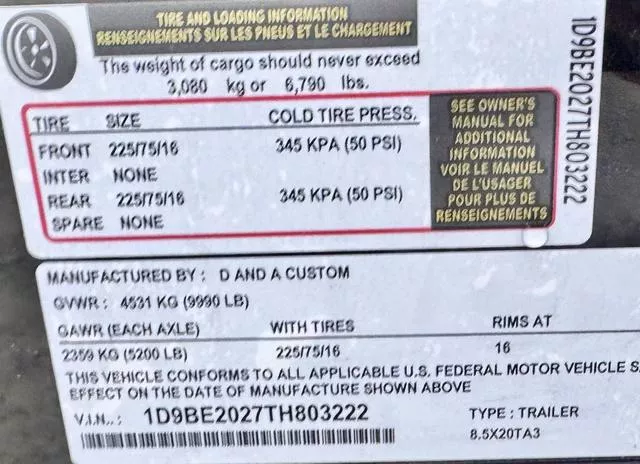 TIRE AND LOADING INFORMATION
RENSEIGNEMENTS SUR LES PNEUS ET LE CHARGEMENT
The weight of cargo should never exceed
3,080 kg or 6,790 lbs.
TIRE SIZE COLD TIRE PRESS.
FRONT 225/75/16 345 KPA (50 PSI)
INTER NONE
REAR 225/75/16 345 KPA (50 PSI)
SPARE NONE
SEE OWNER'S
MANUAL FOR
ADDITIONAL
INFORMATION
VOIR LE MANUEL
DE L'USAGER
POUR PLUS DE
RENSEIGNEMENTS
1D9BE2027TH803222
MANUFACTURED BY : D AND A CUSTOM
GVWR : 4531 KG (9990 LB)
GAWR (EACH AXLE) WITH TIRES RIMS AT
2359 KG (5200 LB) 225/75/16 16
THIS VEHICLE CONFORMS TO ALL APPLICABLE U.S. FEDERAL MOTOR VEHICLE S
EFFECT ON THE DATE OF MANUFACTURE SHOWN ABOVE
V.I.N.. : 1D9BE2027TH803222 TYPE : TRAILER
8.5X20TA3